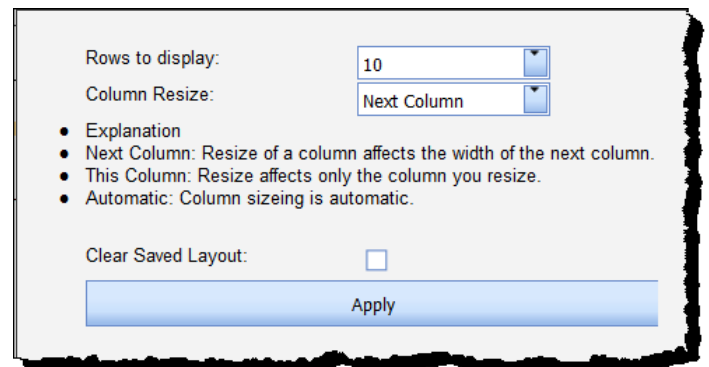 Rows to display:
10
Column Resize:
Next Column
● Explanation
● Next Column: Resize of a column affects the width of the next column.
● This Column: Resize affects only the column you resize.
● Automatic: Column sizeing is automatic.
Clear Saved Layout:
Apply